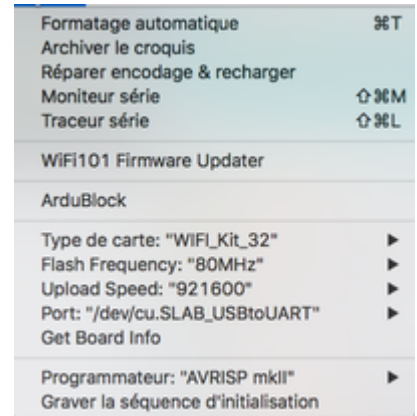 Formatage automatique ⌘T
Archiver le croquis
Réparer encodage & recharger
Moniteur série ⇧⌘M
Traceur série ⇧⌘L
WiFi101 Firmware Updater
ArduBlock
Type de carte: "WIFI_Kit_32" ▶
Flash Frequency: "80MHz" ▶
Upload Speed: "921600" ▶
Port: "/dev/cu.SLAB_USBtoUART" ▶
Get Board Info
Programmateur: "AVRISP mkII" ▶
Graver la séquence d'initialisation